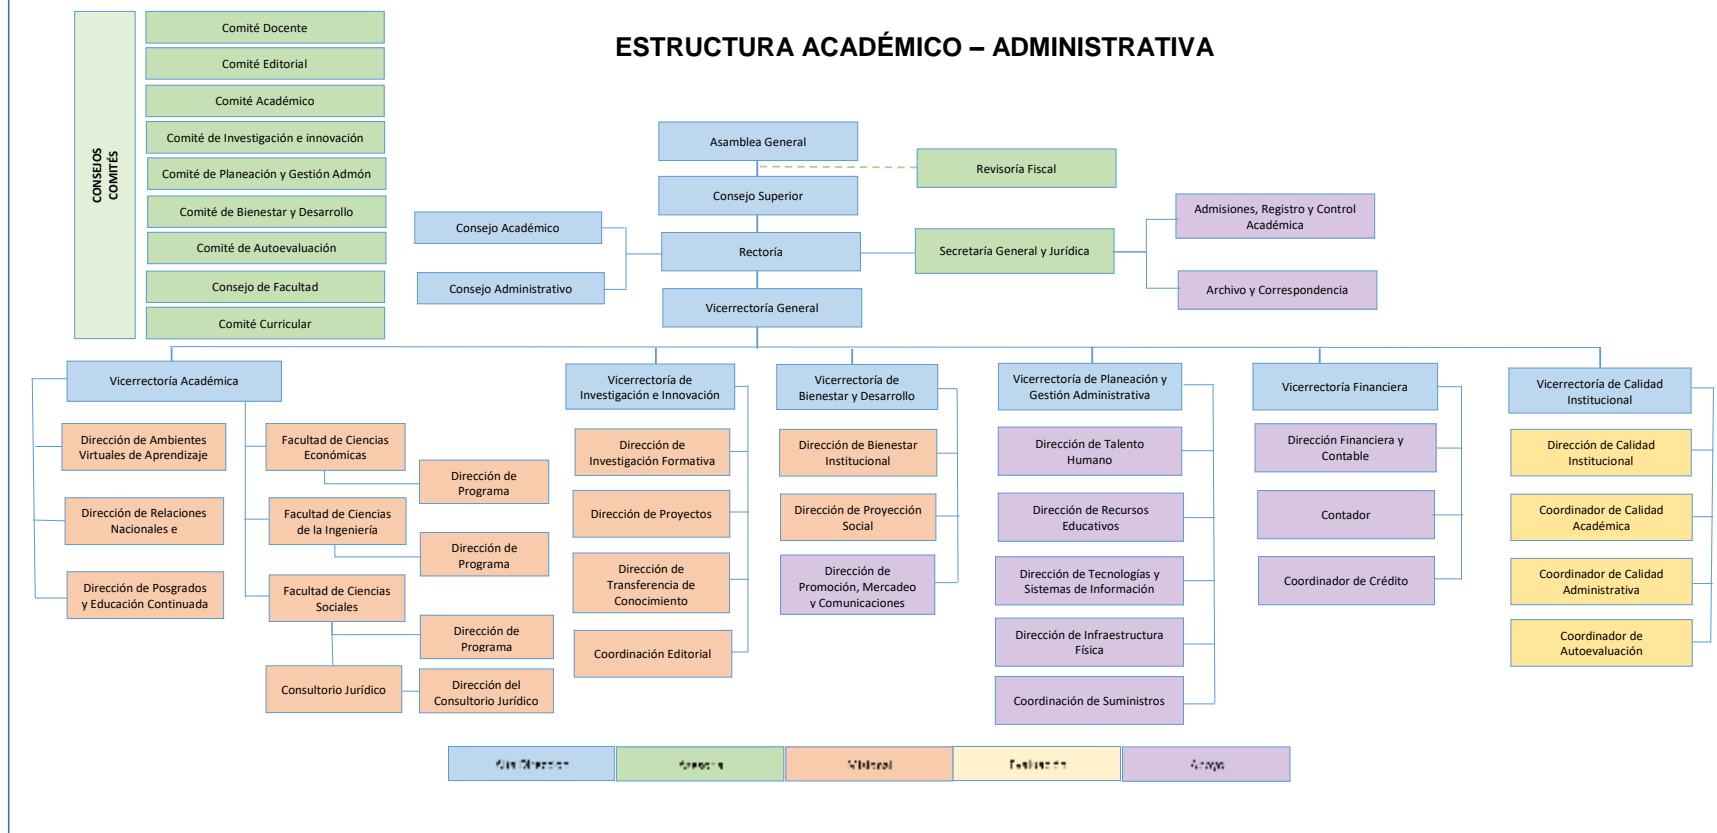 ESTRUCTURA ACADÉMICO – ADMINISTRATIVA
CONSEJOS
COMITÉS
Comité Docente
Comité Editorial
Comité Académico
Comité de Investigación e innovación
Comité de Planeación y Gestión Admón
Comité de Bienestar y Desarrollo
Comité de Autoevaluación
Consejo de Facultad
Comité Curricular
Asamblea General
Revisoría Fiscal
Consejo Superior
Consejo Académico
Rectoría
Secretaría General y Jurídica
Admisiones, Registro y Control
Académica
Consejo Administrativo
Archivo y Correspondencia
Vicerrectoría General
Vicerrectoría Académica
Dirección de Ambientes
Virtuales de Aprendizaje
Dirección de Relaciones
Nacionales e
Dirección de Posgrados
y Educación Continuada
Facultad de Ciencias
Económicas
Dirección de
Programa
Facultad de Ciencias
de la Ingeniería
Dirección de
Programa
Facultad de Ciencias
Sociales
Dirección de
Programa
Consultorio Jurídico
Dirección del
Consultorio Jurídico
Vicerrectoría de
Investigación e Innovación
Dirección de
Investigación Formativa
Dirección de Proyectos
Dirección de
Transferencia de
Conocimiento
Coordinación Editorial
Vicerrectoría de
Bienestar y Desarrollo
Dirección de Bienestar
Institucional
Dirección de Proyección
Social
Dirección de
Promoción, Mercadeo
y Comunicaciones
Vicerrectoría de Planeación y
Gestión Administrativa
Dirección de Talento
Humano
Dirección de Recursos
Educativos
Dirección de Tecnologías y
Sistemas de Información
Dirección de Infraestructura
Física
Coordinación de Suministros
Vicerrectoría Financiera
Dirección Financiera y
Contable
Contador
Coordinador de Crédito
Vicerrectoría de Calidad
Institucional
Dirección de Calidad
Institucional
Coordinador de Calidad
Académica
Coordinador de Calidad
Administrativa
Coordinador de
Autoevaluación
Alta Dirección
Asesoría
Misional
Evaluación
Apoyo